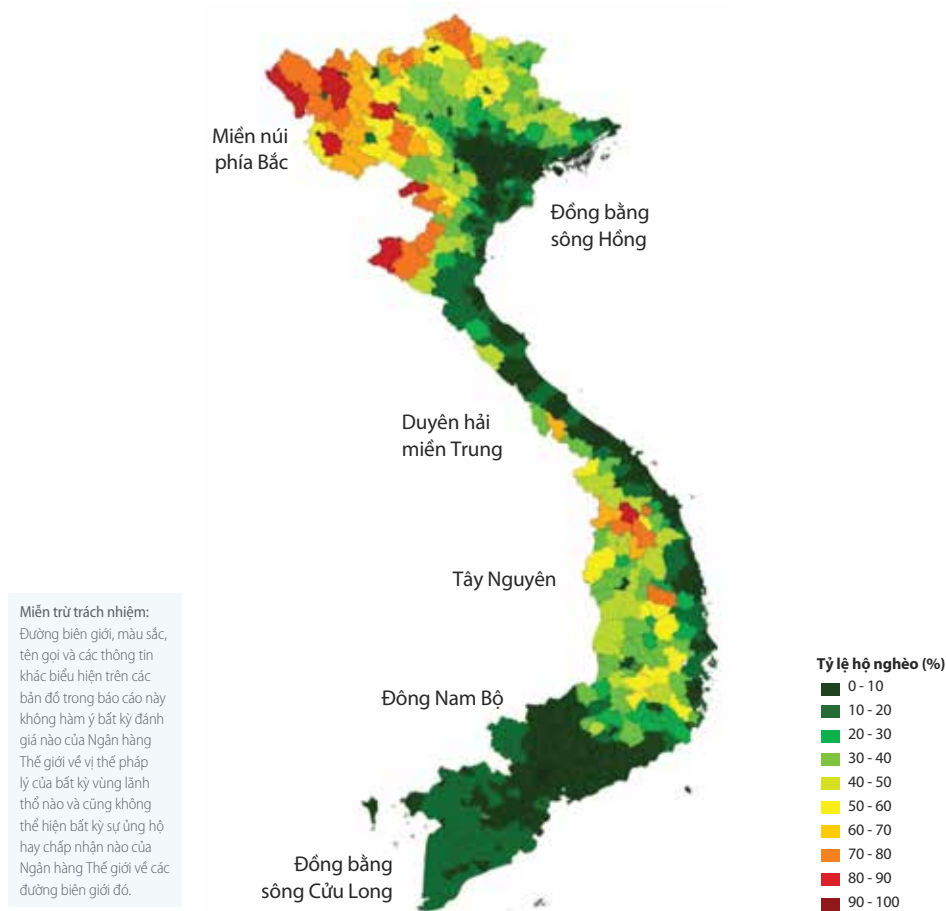 Miền núi
phía Bắc
Đồng bằng
sông Hồng
Duyên hải
miền Trung
Tây Nguyên
Đông Nam Bộ
Đồng bằng
sông Cửu Long
Miễn trừ trách nhiệm:
Đường biên giới, màu sắc,
tên gọi và các thông tin
khác biểu hiện trên các
bản đồ trong báo cáo này
không hàm ý bất kỳ đánh
giá nào của Ngân hàng
Thế giới về vị thế pháp
lý của bất kỳ vùng lãnh
thổ nào và cũng không
thể hiện bất kỳ sự ủng hộ
hay chấp nhận nào của
Ngân hàng Thế giới về các
đường biên giới đó.
Tỷ lệ hộ nghèo (%)
0 - 10
10 - 20
20 - 30
30 - 40
40 - 50
50 - 60
60 - 70
70 - 80
80 - 90
90 - 100